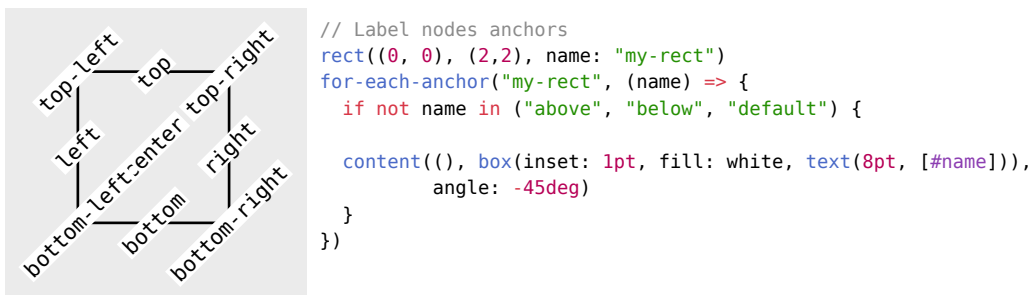 top-left
top
top-right
left
center
right
bottom-left
bottom
bottom-right
// Label nodes anchors
rect((0, 0), (2,2), name: "my-rect")
for-each-anchor("my-rect", (name) => {
  if not name in ("above", "below", "default") {
  content((), box(inset: 1pt, fill: white, text(8pt, [#name])),
          angle: -45deg)
  }
})